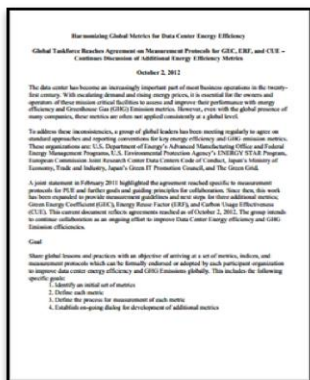 Harmonizing Global Metrics for Data Center Energy Efficiency
Global Taskforce Reaches Agreement on Measurement Protocols for GEC, ERF, and CUE –
Continues Discussion of Additional Energy Efficiency Metrics
October 2, 2012
The data center has become an increasingly important part of most business operations in the twenty-
first century. With escalating demand and rising energy prices, it is essential for the owners and
operators of these mission critical facilities to assess and improve their performance with energy
efficiency and Greenhouse Gas (GHG) Emission metrics. However, even with the global presence of
many companies, these metrics are often not applied consistently at a global level.
To address these inconsistencies, a group of global leaders has been meeting regularly to agree on
standard approaches and reporting conventions for key energy efficiency and GHG emission metrics.
These organizations are: U.S. Department of Energy's Advanced Manufacturing Office and Federal
Energy Management Programs, U.S. Environmental Protection Agency's ENERGY STAR Program,
European Commission Joint Research Center Data Centers Code of Conduct, Japan's Ministry of
Economy, Trade and Industry, Japan's Green IT Promotion Council, and The Green Grid.
A joint statement in February 2011 highlighted the agreement reached specific to measurement
protocols for PUE and further goals and guiding principles for collaboration. Since then, this work
has been expanded to provide measurement guidelines and next steps for three additional metrics;
Green Energy Coefficient (GEC), Energy Reuse Factor (ERF), and Carbon Usage Effectiveness
(CUE). This current document reflects agreements reached as of October 2, 2012. The group intends
to continue collaboration as an ongoing effort to improve Data Center Energy efficiency and GHG
Emission efficiencies.
Goal
Share global lessons and practices with an objective of arriving at a set of metrics, indices, and
measurement protocols which can be formally endorsed or adopted by each participant organization
to improve data center energy efficiency and GHG Emissions globally. This includes the following
specific goals:
1. Identify an initial set of metrics
2. Define each metric
3. Define the process for measurement of each metric
4. Establish on-going dialog for development of additional metrics